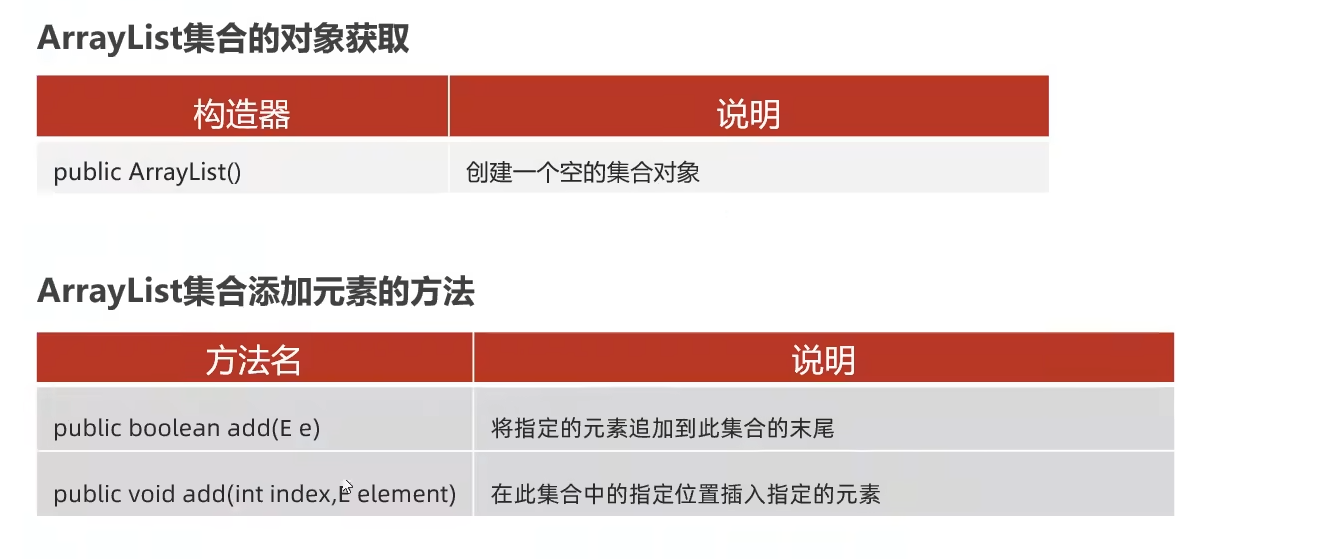 ArrayList集合的对象获取
构造器 说明
public ArrayList() 创建一个空的集合对象
ArrayList集合添加元素的方法
方法名 说明
public boolean add(E e) 将指定的元素追加到此集合的末尾
public void add(int index,E element) 在此集合中的指定位置插入指定的元素